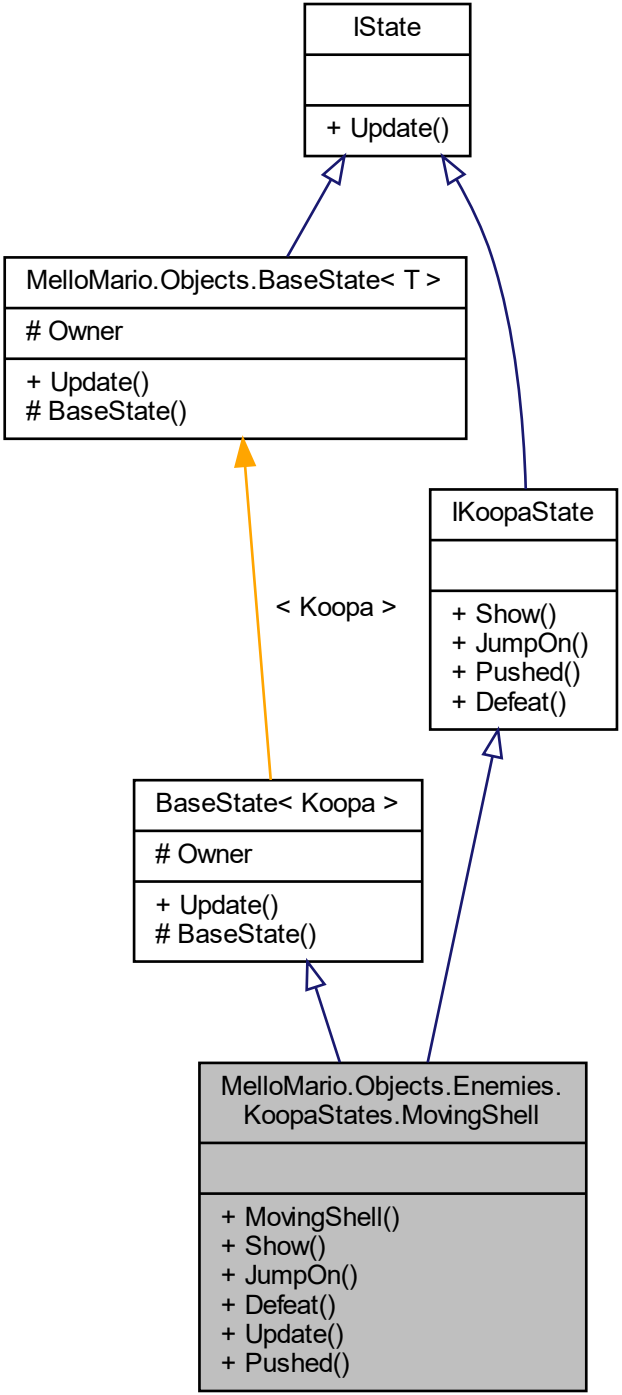 IState
+ Update()
MelloMario.Objects.BaseState< T >
# Owner
+ Update()
# BaseState()
IKoopaState
+ Show()
+ JumpOn()
+ Pushed()
+ Defeat()
< Koopa >
BaseState< Koopa >
# Owner
+ Update()
# BaseState()
MelloMario.Objects.Enemies.
KoopaStates.MovingShell
+ MovingShell()
+ Show()
+ JumpOn()
+ Defeat()
+ Update()
+ Pushed()